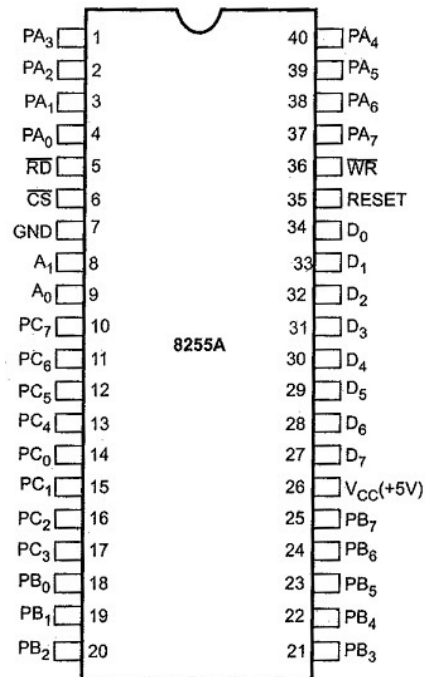 PA₃ 1 40 PA₄
PA₂ 2 39 PA₅
PA₁ 3 38 PA₆
PA₀ 4 37 PA₇
R̅D̅ 5 36 W̅R̅
C̅S̅ 6 35 RESET
GND 7 34 D₀
A₁ 8 33 D₁
A₀ 9 32 D₂
PC₇ 10 31 D₃
8255A
PC₆ 11 30 D₄
PC₅ 12 29 D₅
PC₄ 13 28 D₆
PC₀ 14 27 D₇
PC₁ 15 26 V_CC(+5V)
PC₂ 16 25 PB₇
PC₃ 17 24 PB₆
PB₀ 18 23 PB₅
PB₁ 19 22 PB₄
PB₂ 20 21 PB₃